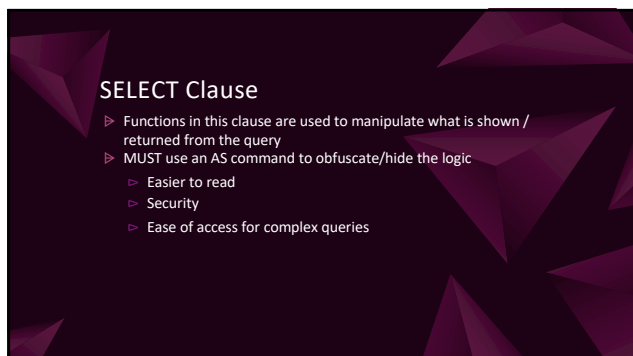 SELECT Clause
Functions in this clause are used to manipulate what is shown /
returned from the query
MUST use an AS command to obfuscate/hide the logic
Easier to read
Security
Ease of access for complex queries